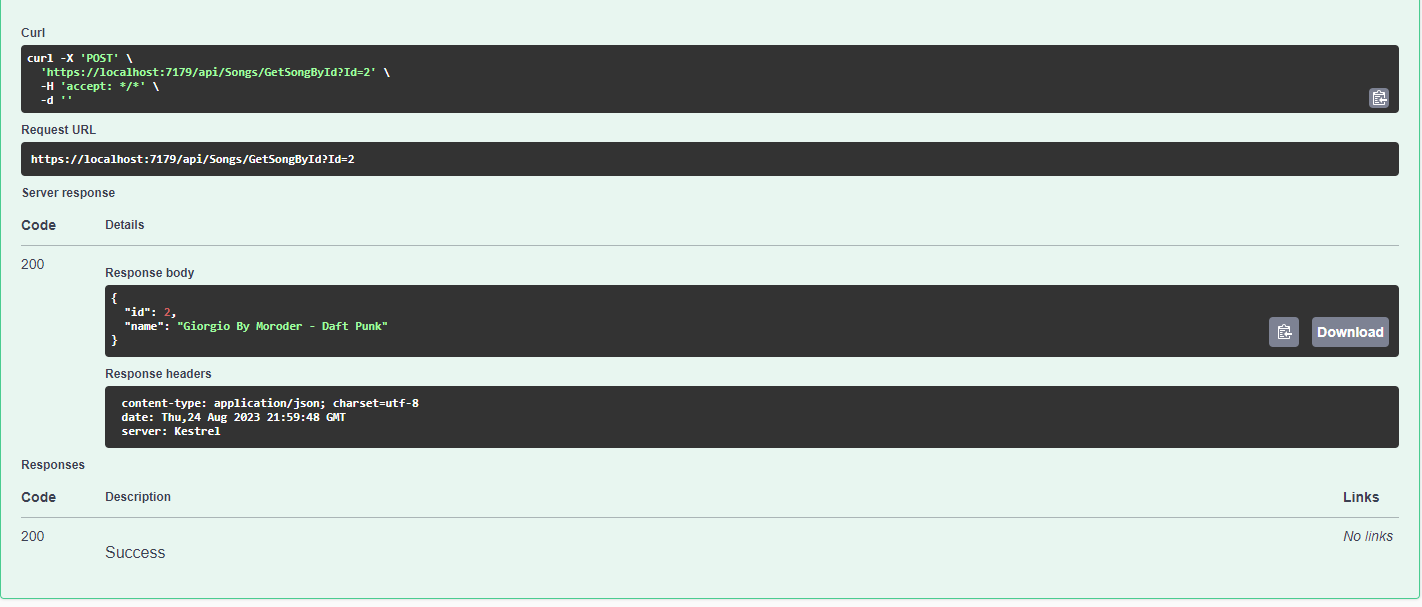 Curl
curl -X 'POST' \
  'https://localhost:7179/api/Songs/GetSongById?Id=2' \
  -H 'accept: */*' \
  -d ''
Request URL
https://localhost:7179/api/Songs/GetSongById?Id=2
Server response
Code Details
200
Response body
{
  "id": 2,
  "name": "Giorgio By Moroder - Daft Punk"
}
Download
Response headers
content-type: application/json; charset=utf-8
date: Thu,24 Aug 2023 21:59:48 GMT
server: Kestrel
Responses
Code Description Links
200 No links
Success